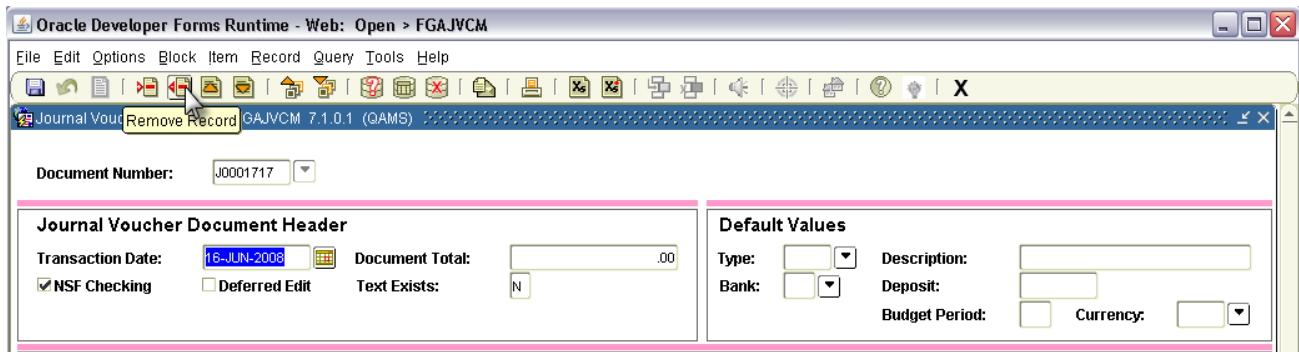 Oracle Developer Forms Runtime - Web: Open > FGAJVCM
File Edit Options Block Item Record Query Tools Help
X
Journal Vouc Remove Record GAJVCM 7.1.0.1 (QAMS)
Document Number: J0001717
Journal Voucher Document Header
Transaction Date: 16-JUN-2008 Document Total: .00
NSF Checking Deferred Edit Text Exists: N
Default Values
Type: Description:
Bank: Deposit:
Budget Period: Currency: